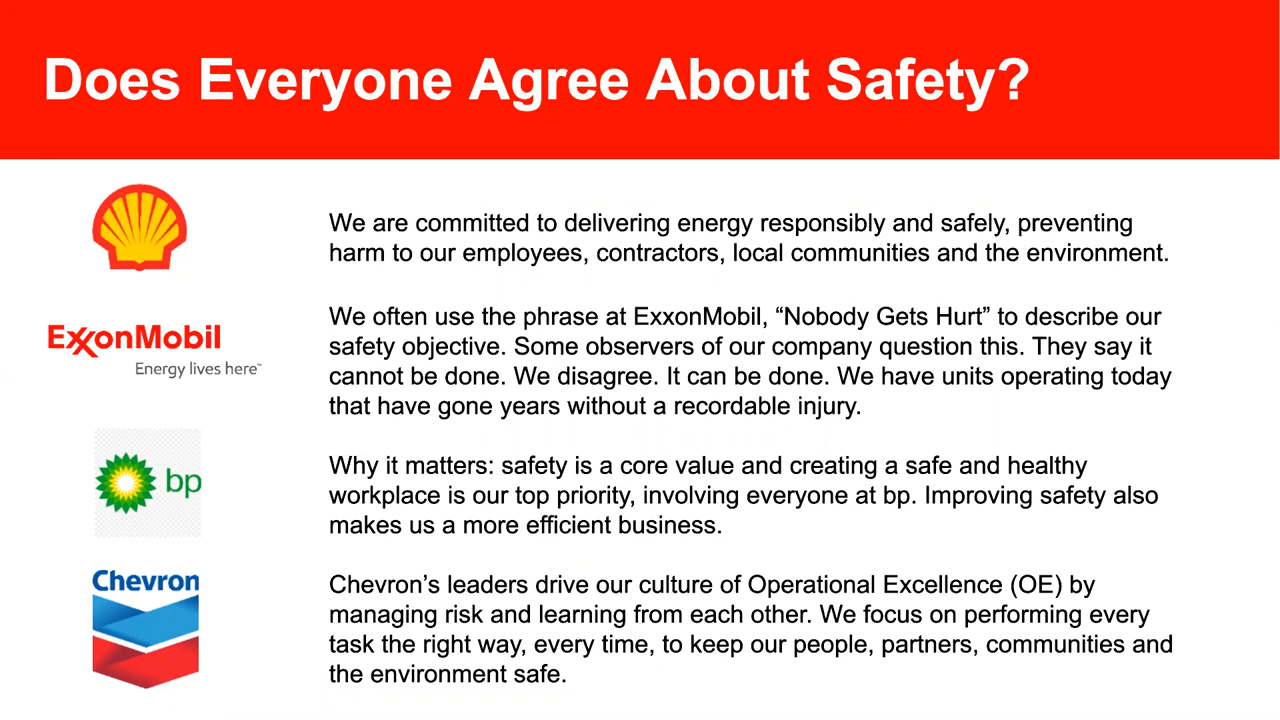 Does Everyone Agree About Safety?
We are committed to delivering energy responsibly and safely, preventing
harm to our employees, contractors, local communities and the environment.
ExxonMobil
Energy lives here™
We often use the phrase at ExxonMobil, “Nobody Gets Hurt” to describe our
safety objective. Some observers of our company question this. They say it
cannot be done. We disagree. It can be done. We have units operating today
that have gone years without a recordable injury.
bp
Why it matters: safety is a core value and creating a safe and healthy
workplace is our top priority, involving everyone at bp. Improving safety also
makes us a more efficient business.
Chevron
Chevron’s leaders drive our culture of Operational Excellence (OE) by
managing risk and learning from each other. We focus on performing every
task the right way, every time, to keep our people, partners, communities and
the environment safe.